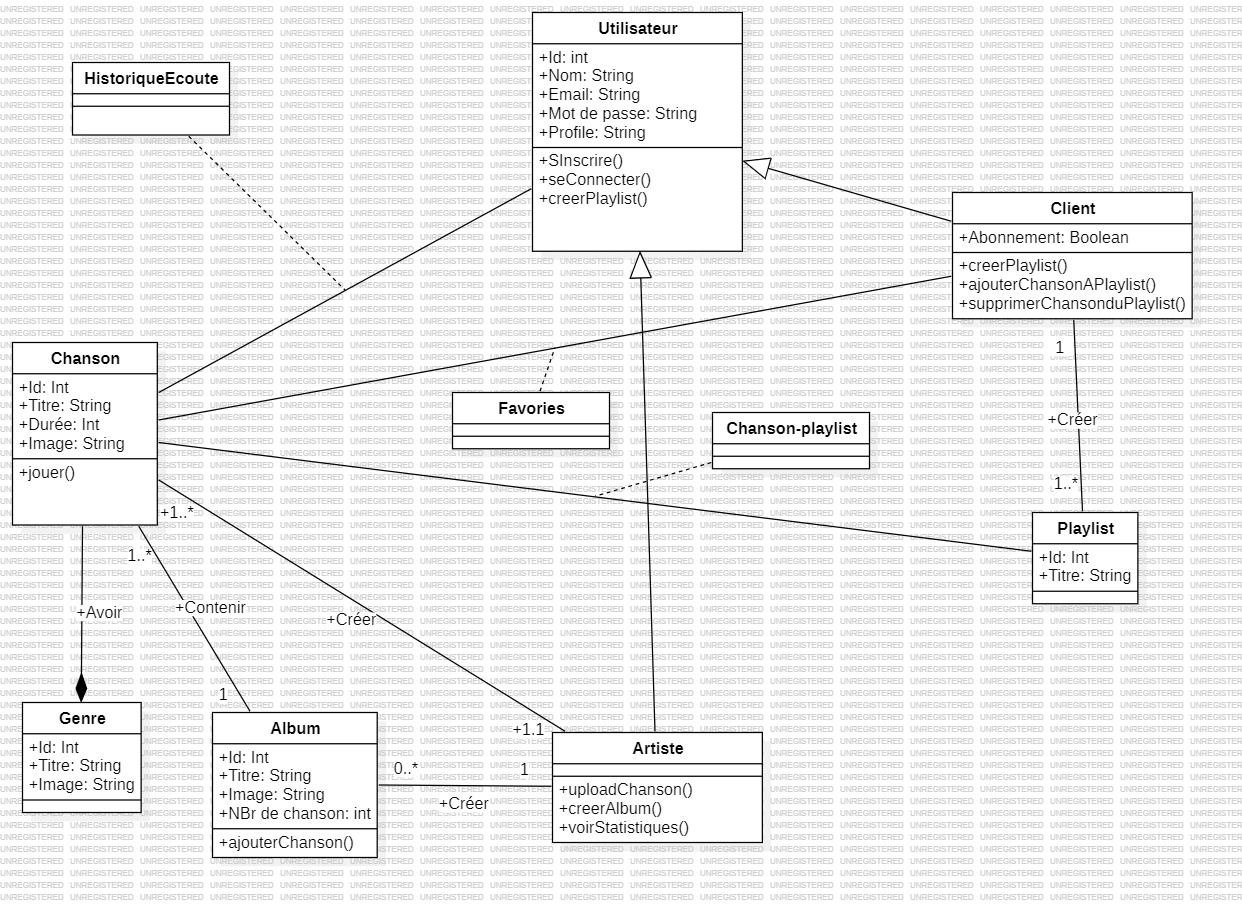 Utilisateur
+Id: int
+Nom: String
+Email: String
+Mot de passe: String
+Profile: String
+SInscrire()
+seConnecter()
+creerPlaylist()
HistoriqueEcoute
Client
+Abonnement: Boolean
+creerPlaylist()
+ajouterChansonAPlaylist()
+supprimerChansonduPlaylist()
1
+Créer
1..*
Chanson
+Id: Int
+Titre: String
+Durée: Int
+Image: String
+jouer()
Favories
Chanson-playlist
Playlist
+Id: Int
+Titre: String
+1..*
1..*
+Avoir
+Contenir
+Créer
1
+1.1
Genre
+Id: Int
+Titre: String
+Image: String
Album
+Id: Int
+Titre: String
+Image: String
+NBr de chanson: int
+ajouterChanson()
0..*
1
+Créer
Artiste
+uploadChanson()
+creerAlbum()
+voirStatistiques()
UNREGISTERED